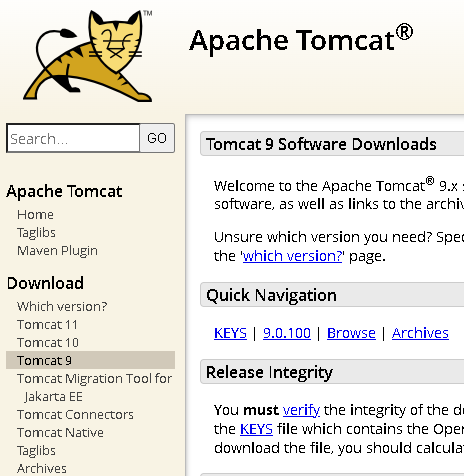 TM
Apache Tomcat®
Search... GO
Apache Tomcat
Home
Taglibs
Maven Plugin
Download
Which version?
Tomcat 11
Tomcat 10
Tomcat 9
Tomcat Migration Tool for
Jakarta EE
Tomcat Connectors
Tomcat Native
Taglibs
Archives
Tomcat 9 Software Downloads
Welcome to the Apache Tomcat® 9.x
software, as well as links to the
Unsure which version you need?
the 'which version?' page.
Quick Navigation
KEYS | 9.0.100 | Browse | Archives
Release Integrity
You must verify the integrity of the
the KEYS file which contains the
download the file, you should